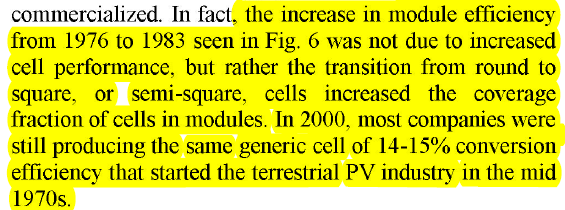 commercialized. In fact, the increase in module efficiency
from 1976 to 1983 seen in Fig. 6 was not due to increased
cell performance, but rather the transition from round to
square, or semi-square, cells increased the coverage
fraction of cells in modules. In 2000, most companies were
still producing the same generic cell of 14-15% conversion
efficiency that started the terrestrial PV industry in the mid
1970s.